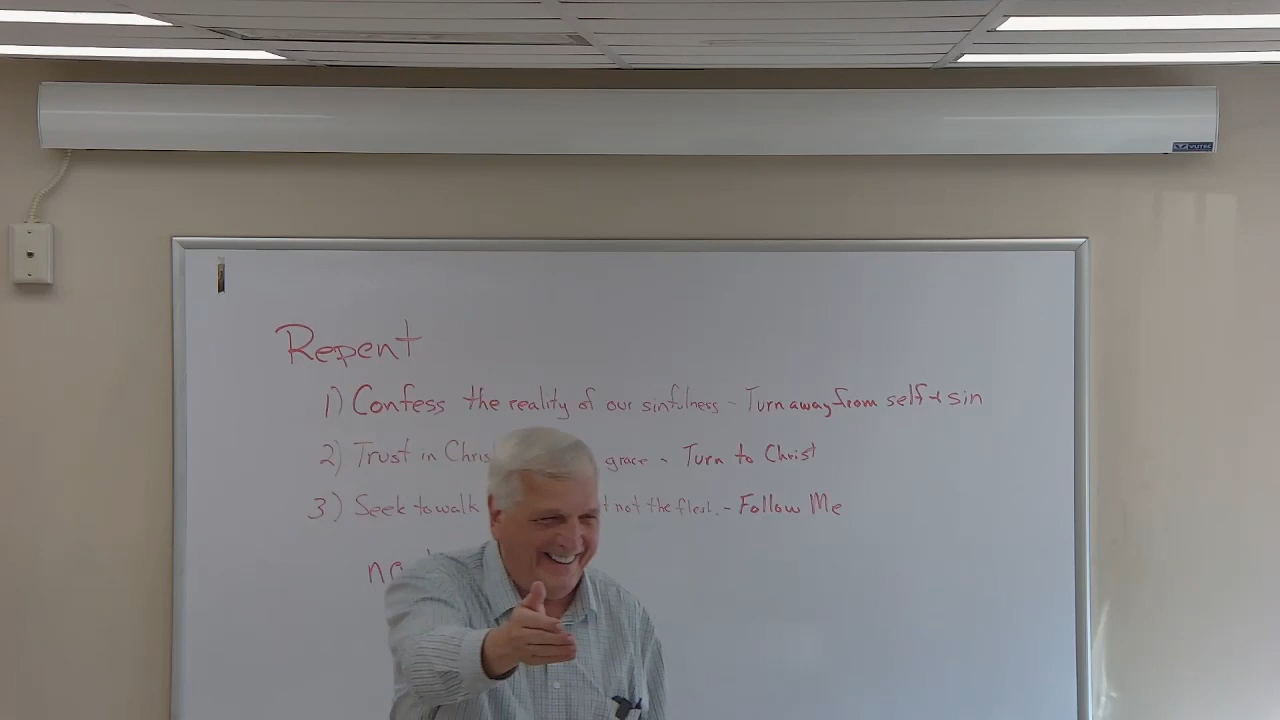 VUTEC
Repent
1) Confess the reality of our sinfulness - Turn away from self + sin
2) Trust in Chris grace - Turn to Christ
3) Seek to walk t not the flesh. - Follow Me